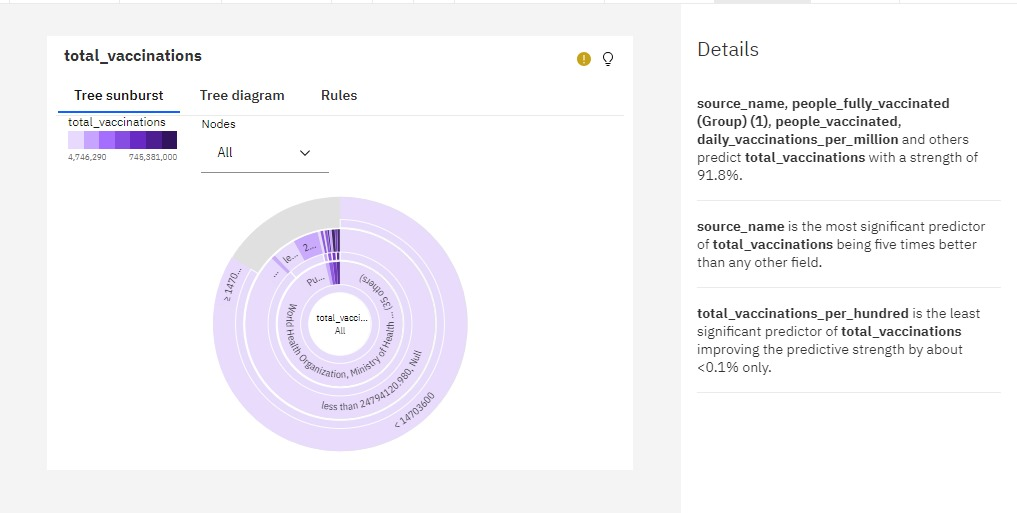 total_vaccinations
Tree sunburst
Tree diagram
Rules
total_vaccinations
4,746,290
745,381,000
Nodes
All
≥ 1470...
...
le...
2...
Pu...
... (35 others)
World Health Organization, Ministry of Health
total_vacci...
All
less than 24794120.980, Null
< 14703600
Details
source_name, people_fully_vaccinated
(Group) (1), people_vaccinated,
daily_vaccinations_per_million and others
predict total_vaccinations with a strength of
91.8%.
source_name is the most significant predictor
of total_vaccinations being five times better
than any other field.
total_vaccinations_per_hundred is the least
significant predictor of total_vaccinations
improving the predictive strength by about
<0.1% only.